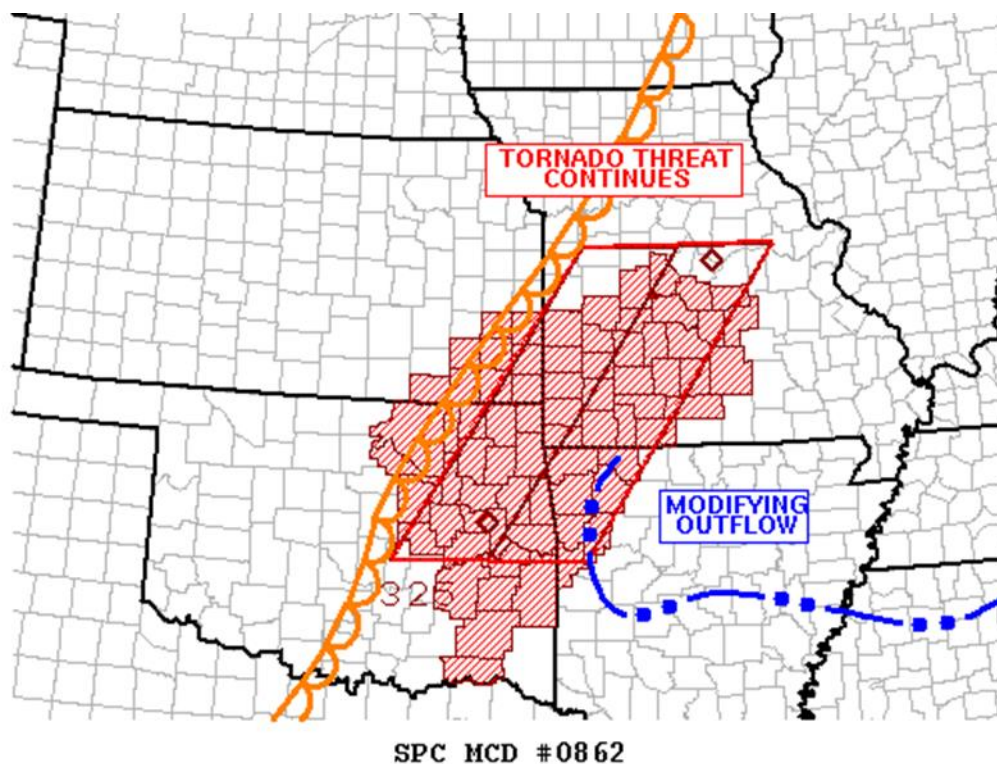 TORNADO THREAT
CONTINUES
MODIFYING
OUTFLOW
SPC MCD #0862